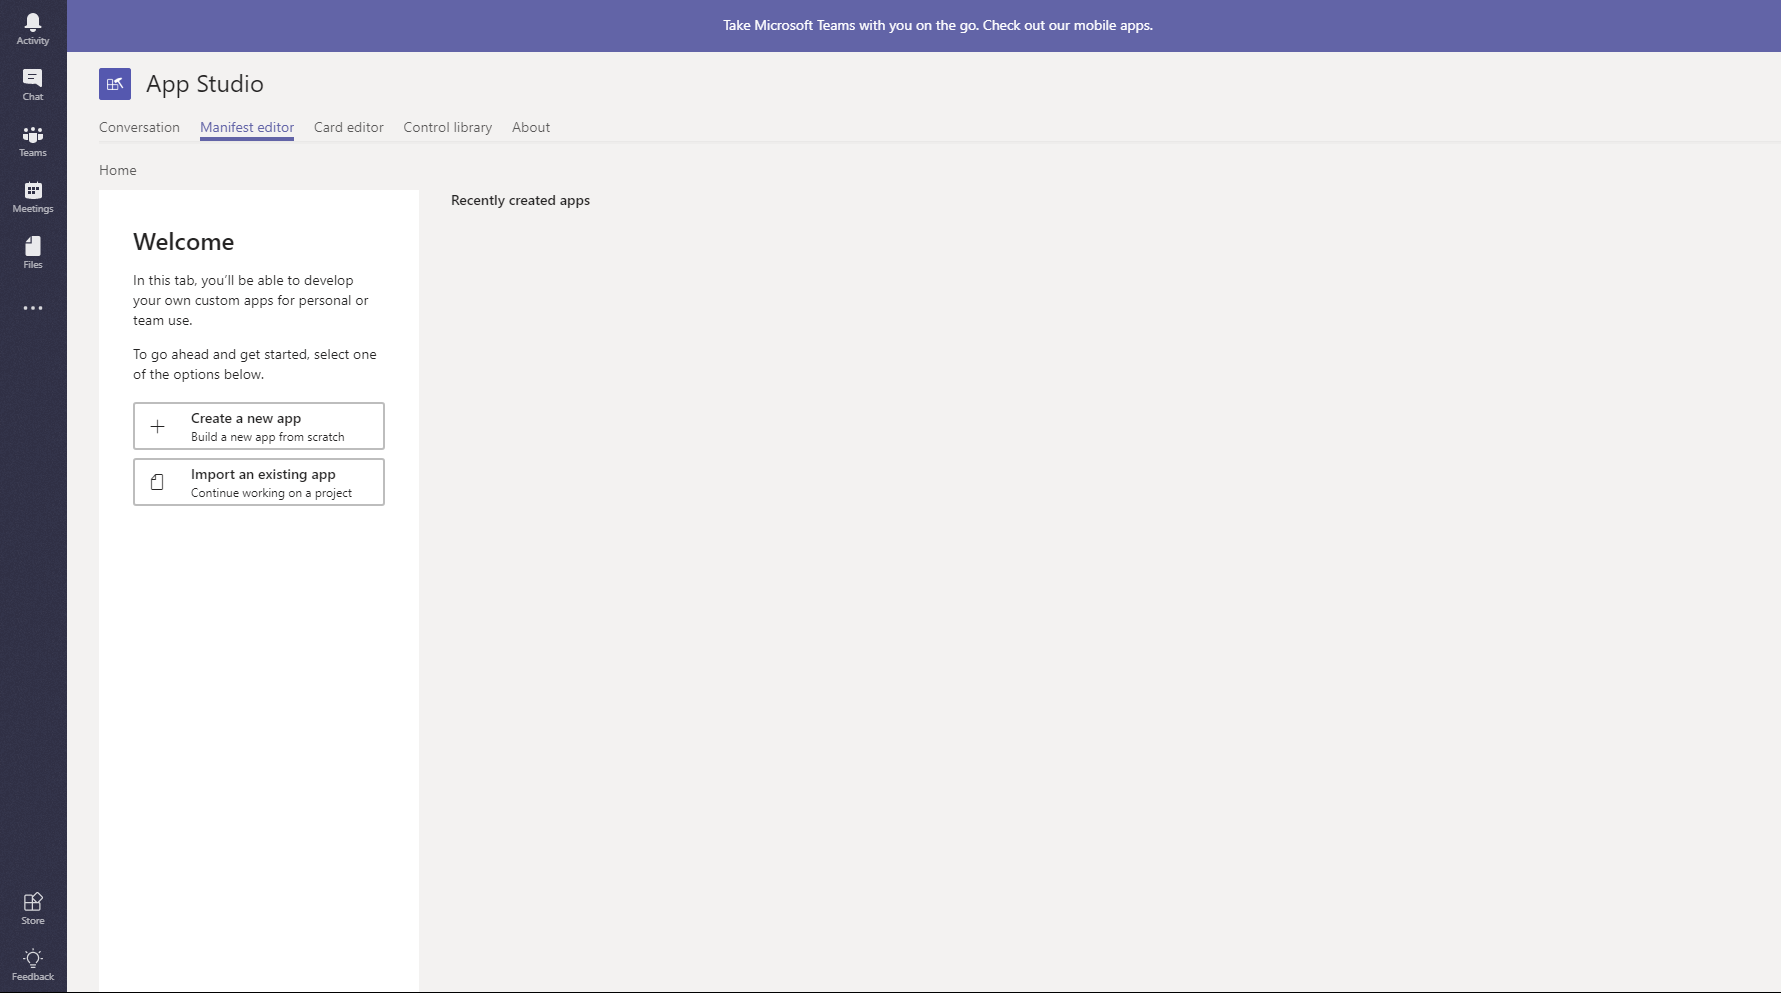 Take Microsoft Teams with you on the go. Check out our mobile apps.
Activity
Chat
Teams
Meetings
Files
Store
Feedback
App Studio
Conversation Manifest editor Card editor Control library About
Home
Welcome
In this tab, you'll be able to develop
your own custom apps for personal or
team use.
To go ahead and get started, select one
of the options below.
Create a new app
Build a new app from scratch
Import an existing app
Continue working on a project
Recently created apps